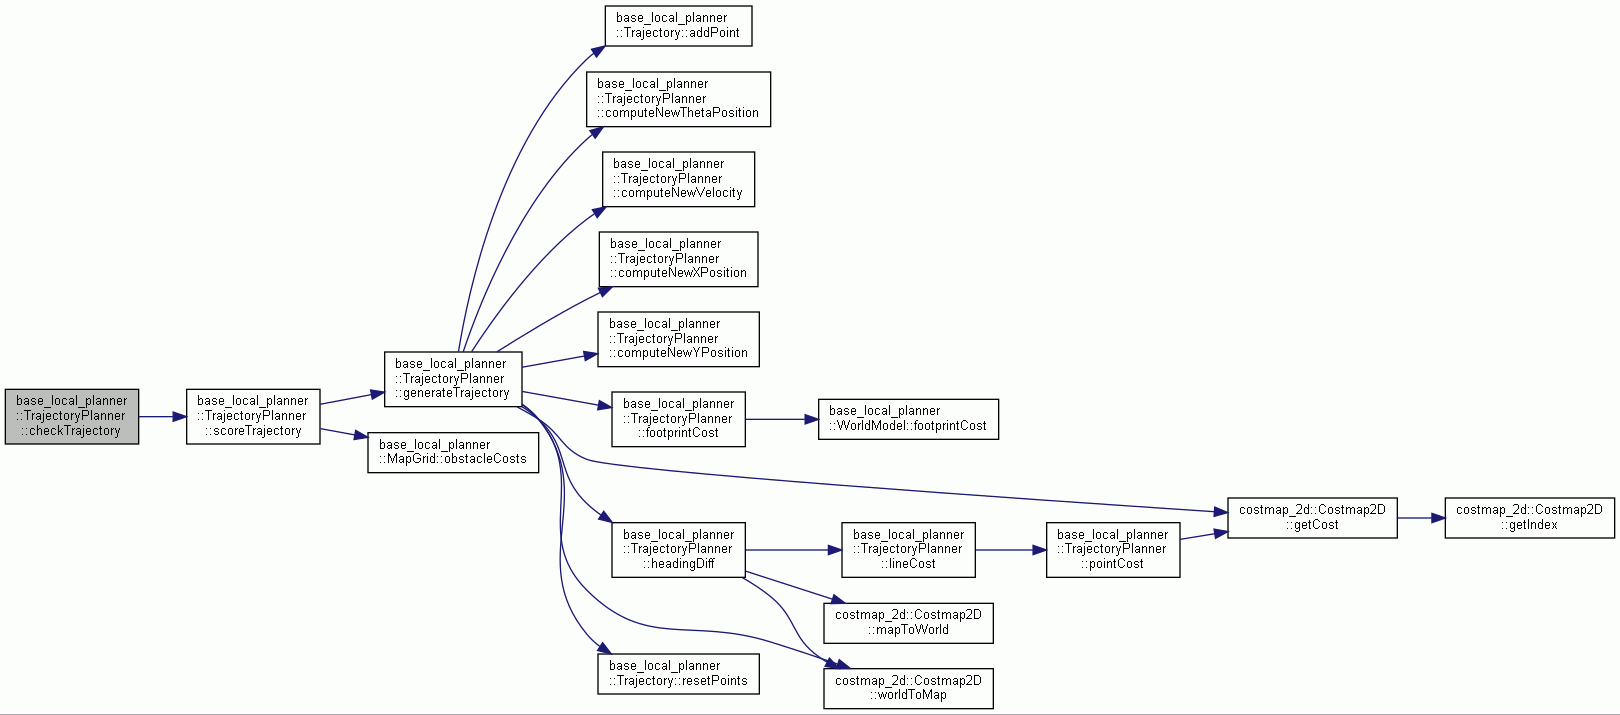 base_local_planner
::Trajectory::addPoint
base_local_planner
::TrajectoryPlanner
::computeNewThetaPosition
base_local_planner
::TrajectoryPlanner
::computeNewVelocity
base_local_planner
::TrajectoryPlanner
::computeNewXPosition
base_local_planner
::TrajectoryPlanner
::computeNewYPosition
base_local_planner
::TrajectoryPlanner
::generateTrajectory
base_local_planner
::TrajectoryPlanner
::checkTrajectory
base_local_planner
::TrajectoryPlanner
::scoreTrajectory
base_local_planner
::TrajectoryPlanner
::footprintCost
base_local_planner
::WorldModel::footprintCost
base_local_planner
::MapGrid::obstacleCosts
costmap_2d::Costmap2D
::getCost
costmap_2d::Costmap2D
::getIndex
base_local_planner
::TrajectoryPlanner
::headingDiff
base_local_planner
::TrajectoryPlanner
::lineCost
base_local_planner
::TrajectoryPlanner
::pointCost
costmap_2d::Costmap2D
::mapToWorld
base_local_planner
::Trajectory::resetPoints
costmap_2d::Costmap2D
::worldToMap